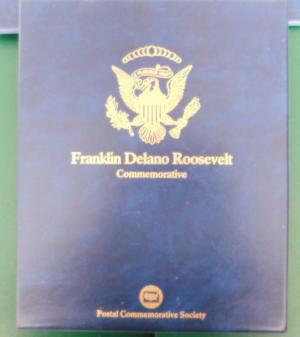 Franklin Delano Roosevelt
Commemorative
Postal Commemorative Society